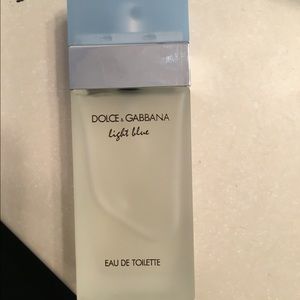 DOLCE & GABBANA
light blue
EAU DE TOILETTE